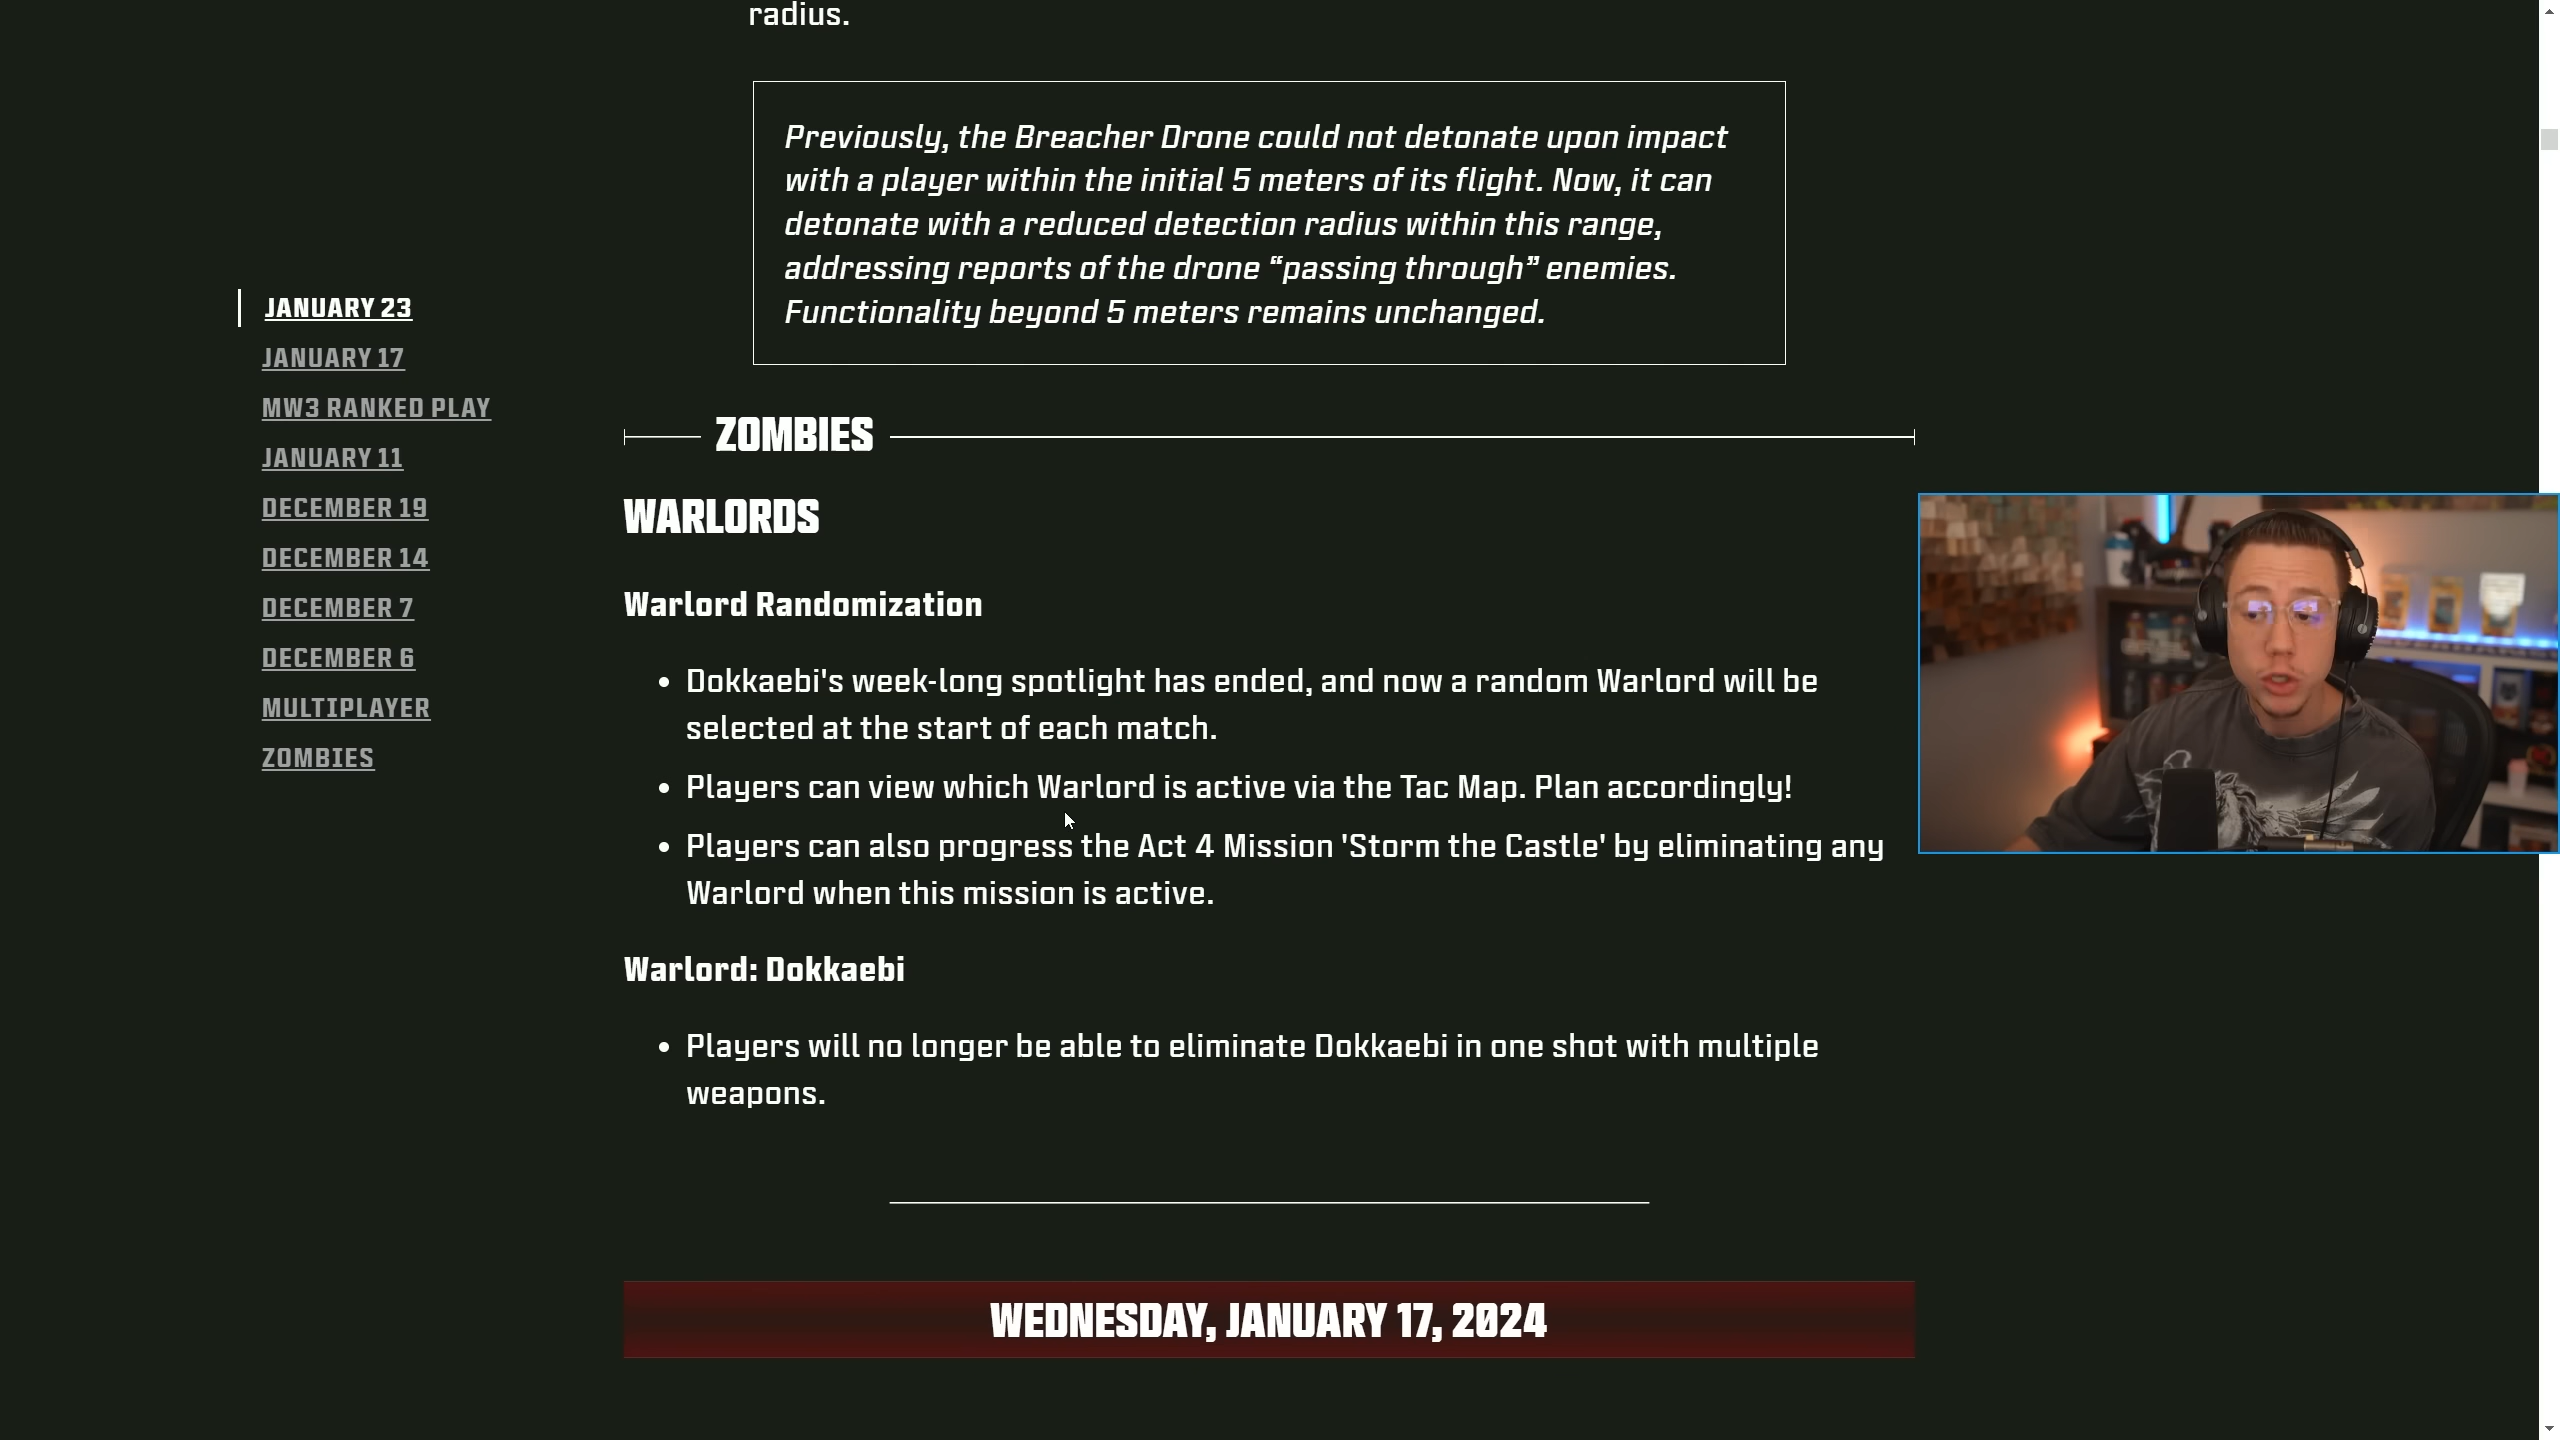 radius.
Previously, the Breacher Drone could not detonate upon impact
with a player within the initial 5 meters of its flight. Now, it can
detonate with a reduced detection radius within this range,
addressing reports of the drone “passing through” enemies.
Functionality beyond 5 meters remains unchanged.
JANUARY 23
JANUARY 17
MW3 RANKED PLAY
JANUARY 11
DECEMBER 19
DECEMBER 14
DECEMBER 7
DECEMBER 6
MULTIPLAYER
ZOMBIES
ZOMBIES
WARLORDS
Warlord Randomization
• Dokkaebi's week-long spotlight has ended, and now a random Warlord will be
selected at the start of each match.
• Players can view which Warlord is active via the Tac Map. Plan accordingly!
• Players can also progress the Act 4 Mission 'Storm the Castle' by eliminating any
Warlord when this mission is active.
Warlord: Dokkaebi
• Players will no longer be able to eliminate Dokkaebi in one shot with multiple
weapons.
WEDNESDAY, JANUARY 17, 2024